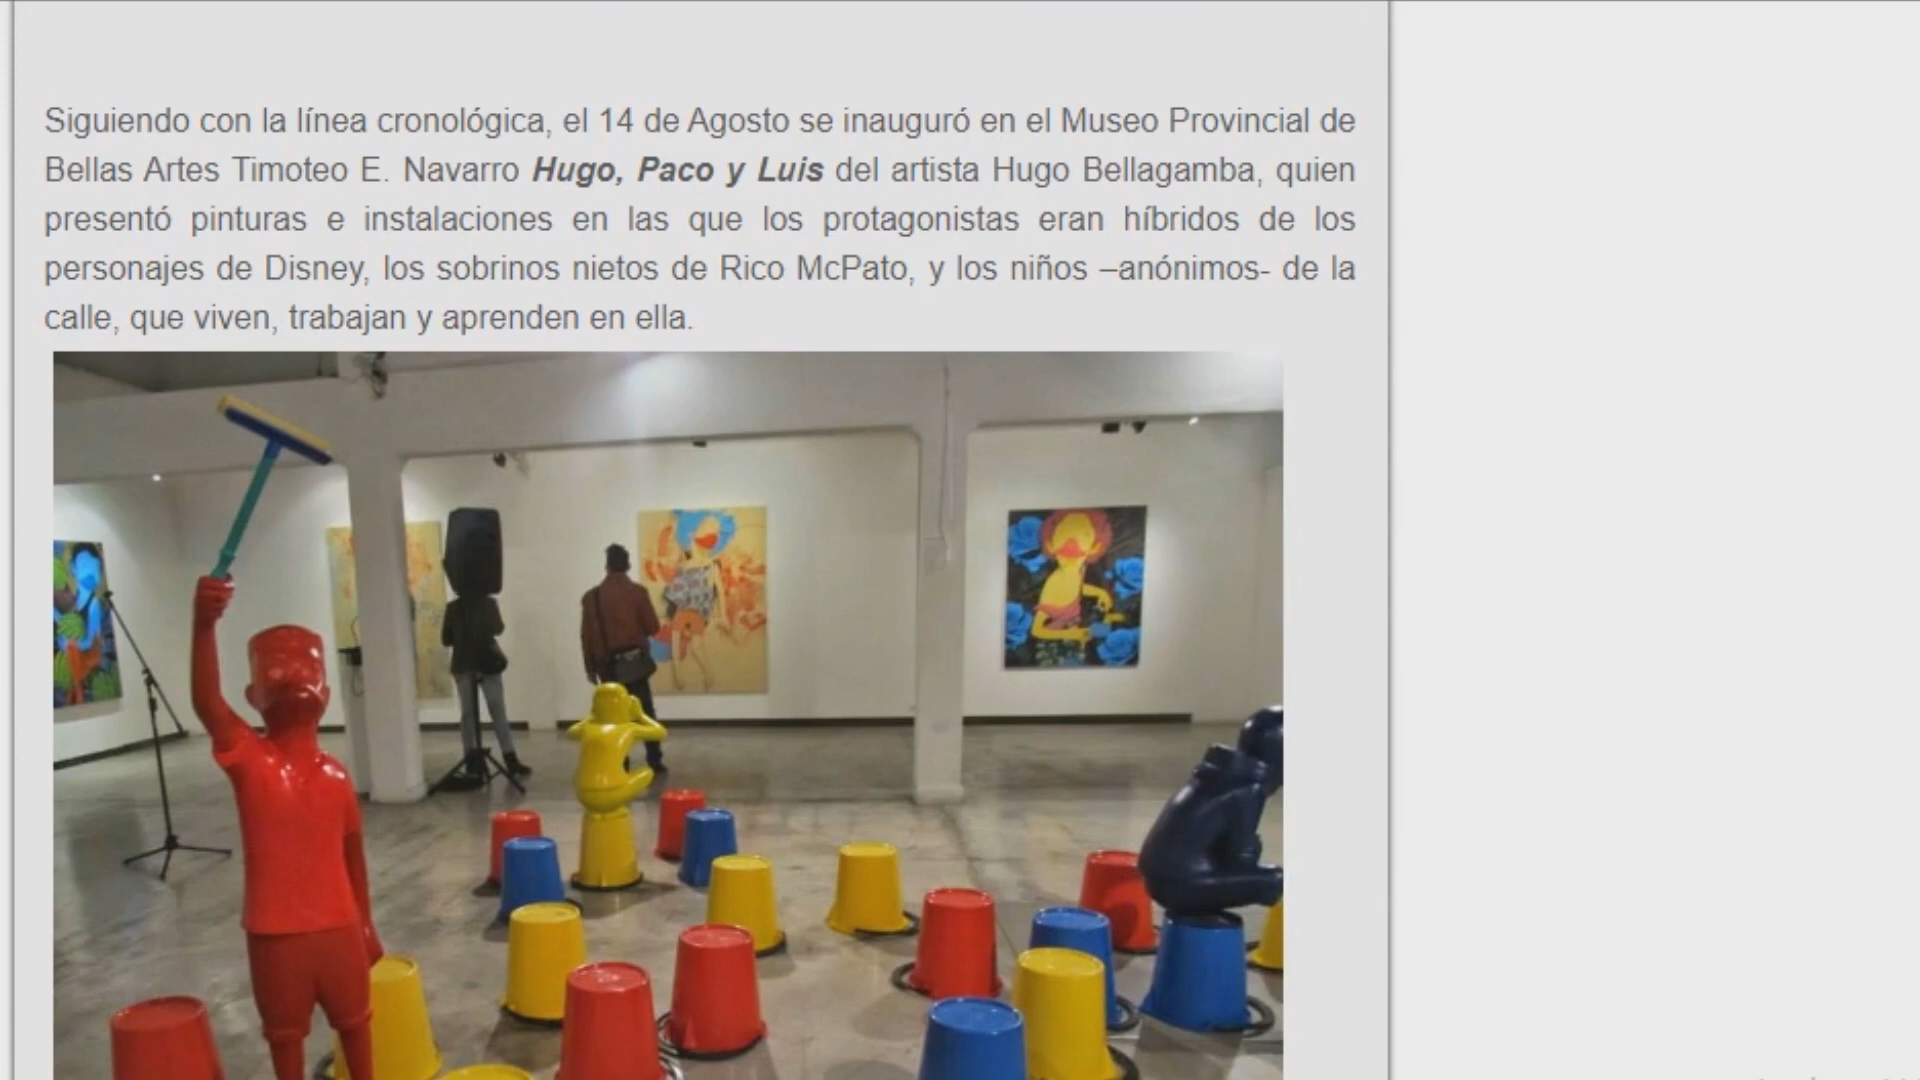 Siguiendo con la línea cronológica, el 14 de Agosto se inauguró en el Museo Provincial de
Bellas Artes Timoteo E. Navarro Hugo, Paco y Luis del artista Hugo Bellagamba, quien
presentó pinturas e instalaciones en las que los protagonistas eran híbridos de los
personajes de Disney, los sobrinos nietos de Rico McPato, y los niños –anónimos- de la
calle, que viven, trabajan y aprenden en ella.